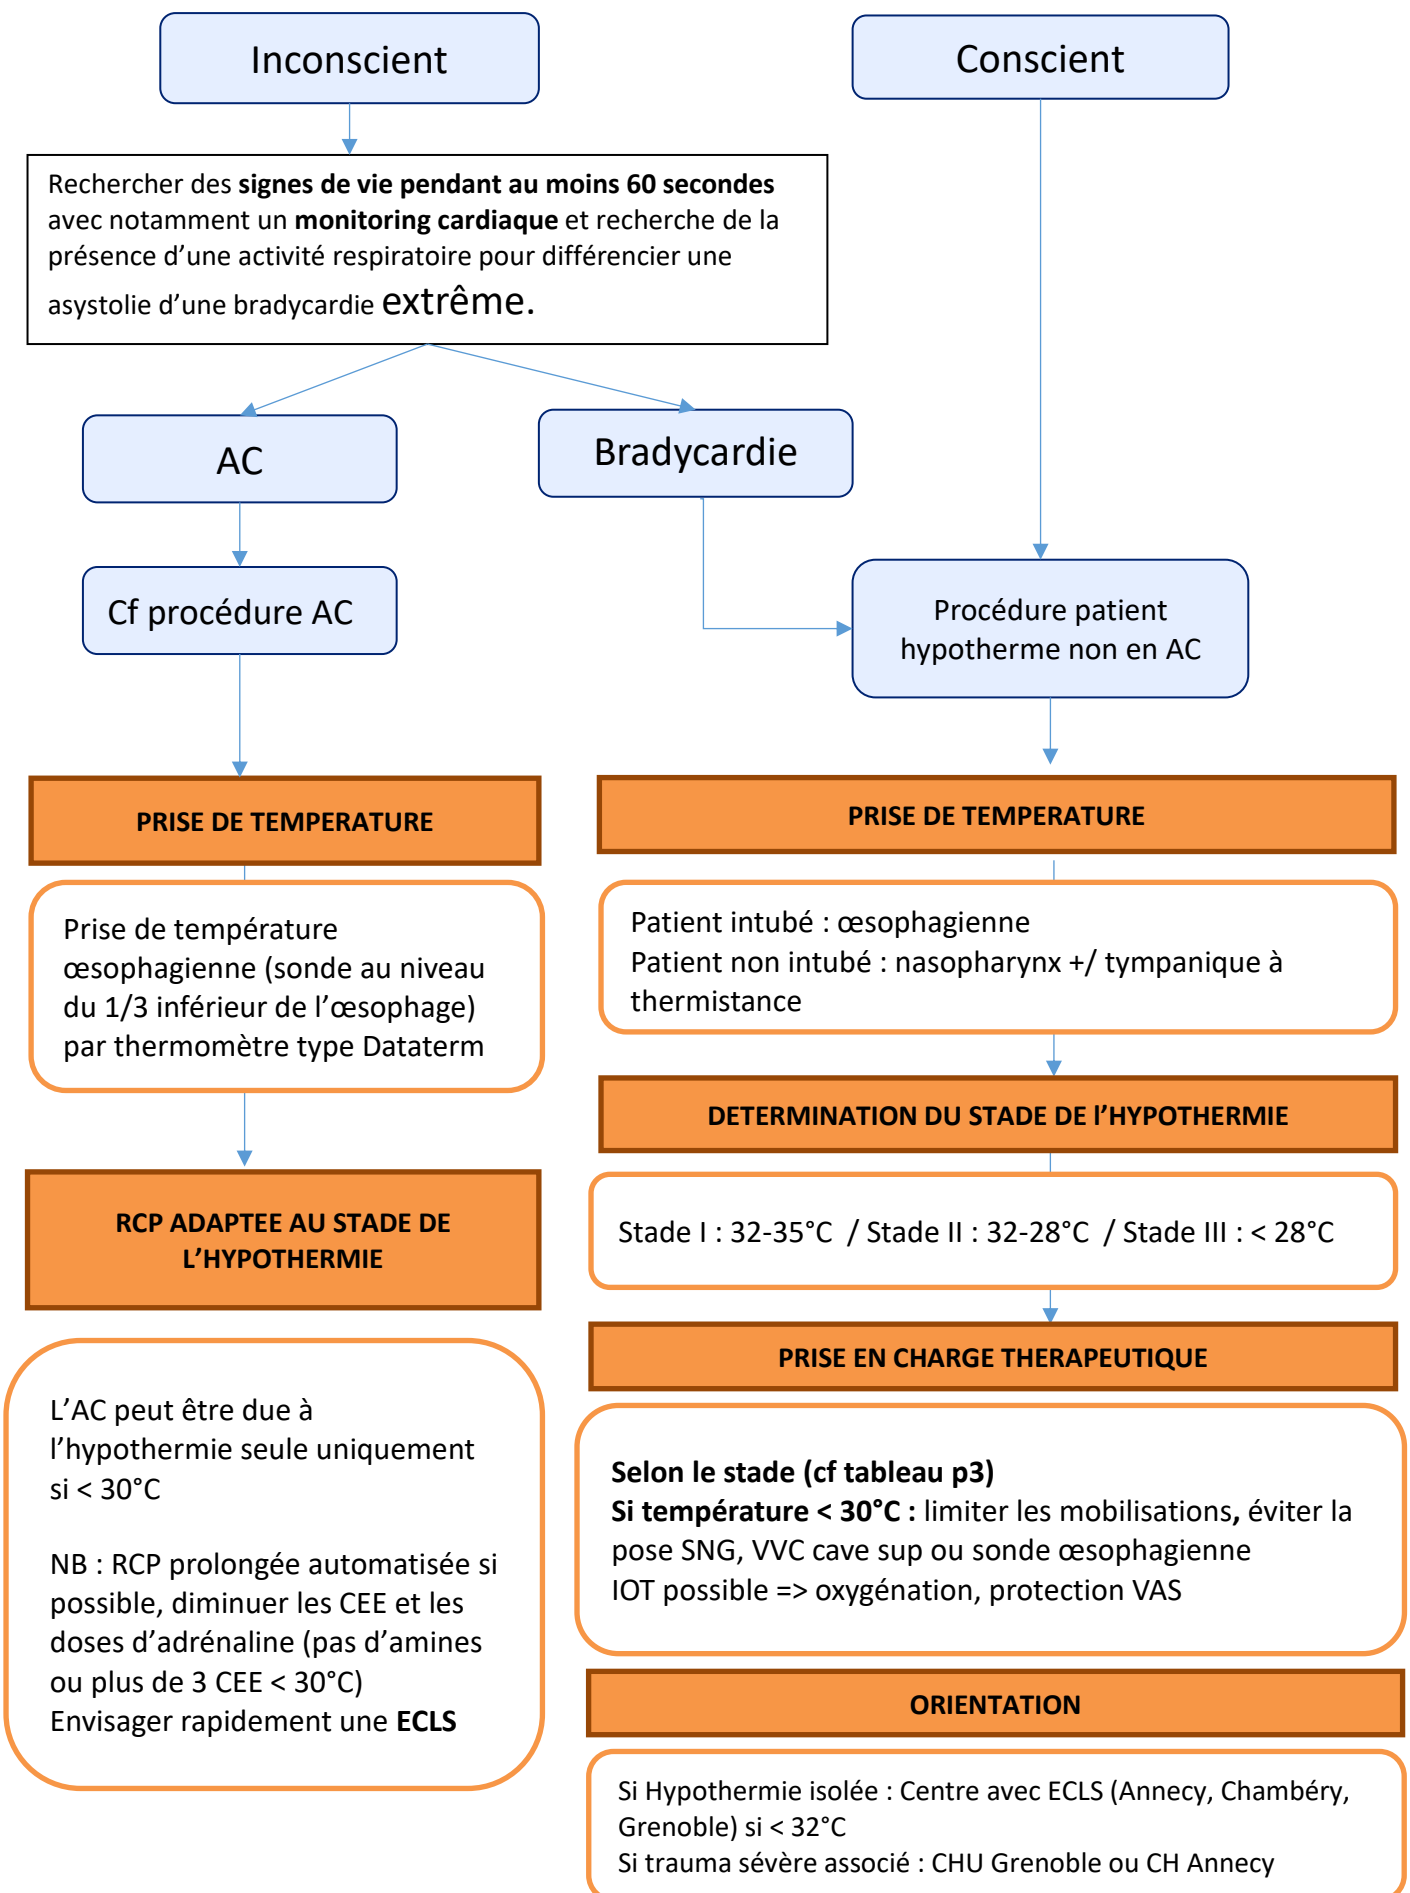 Inconscient
Conscient
Rechercher des signes de vie pendant au moins 60 secondes
avec notamment un monitoring cardiaque et recherche de la
présence d’une activité respiratoire pour différencier une
asystolie d’une bradycardie extrême.
AC
Bradycardie
Cf procédure AC
Procédure patient
hypotherme non en AC
PRISE DE TEMPERATURE
Prise de température
œsophagienne (sonde au niveau
du 1/3 inférieur de l’œsophage)
par thermomètre type Dataterm
RCP ADAPTEE AU STADE DE
L’HYPOTHERMIE
L’AC peut être due à
l’hypothermie seule uniquement
si < 30°C
NB : RCP prolongée automatisée si
possible, diminuer les CEE et les
doses d’adrénaline (pas d’amines
ou plus de 3 CEE < 30°C)
Envisager rapidement une ECLS
PRISE DE TEMPERATURE
Patient intubé : œsophagienne
Patient non intubé : nasopharynx +/ tympanique à
thermistance
DETERMINATION DU STADE DE l’HYPOTHERMIE
Stade I : 32-35°C / Stade II : 32-28°C / Stade III : < 28°C
PRISE EN CHARGE THERAPEUTIQUE
Selon le stade (cf tableau p3)
Si température < 30°C : limiter les mobilisations, éviter la
pose SNG, VVC cave sup ou sonde œsophagienne
IOT possible => oxygénation, protection VAS
ORIENTATION
Si Hypothermie isolée : Centre avec ECLS (Annecy, Chambéry,
Grenoble) si < 32°C
Si trauma sévère associé : CHU Grenoble ou CH Annecy